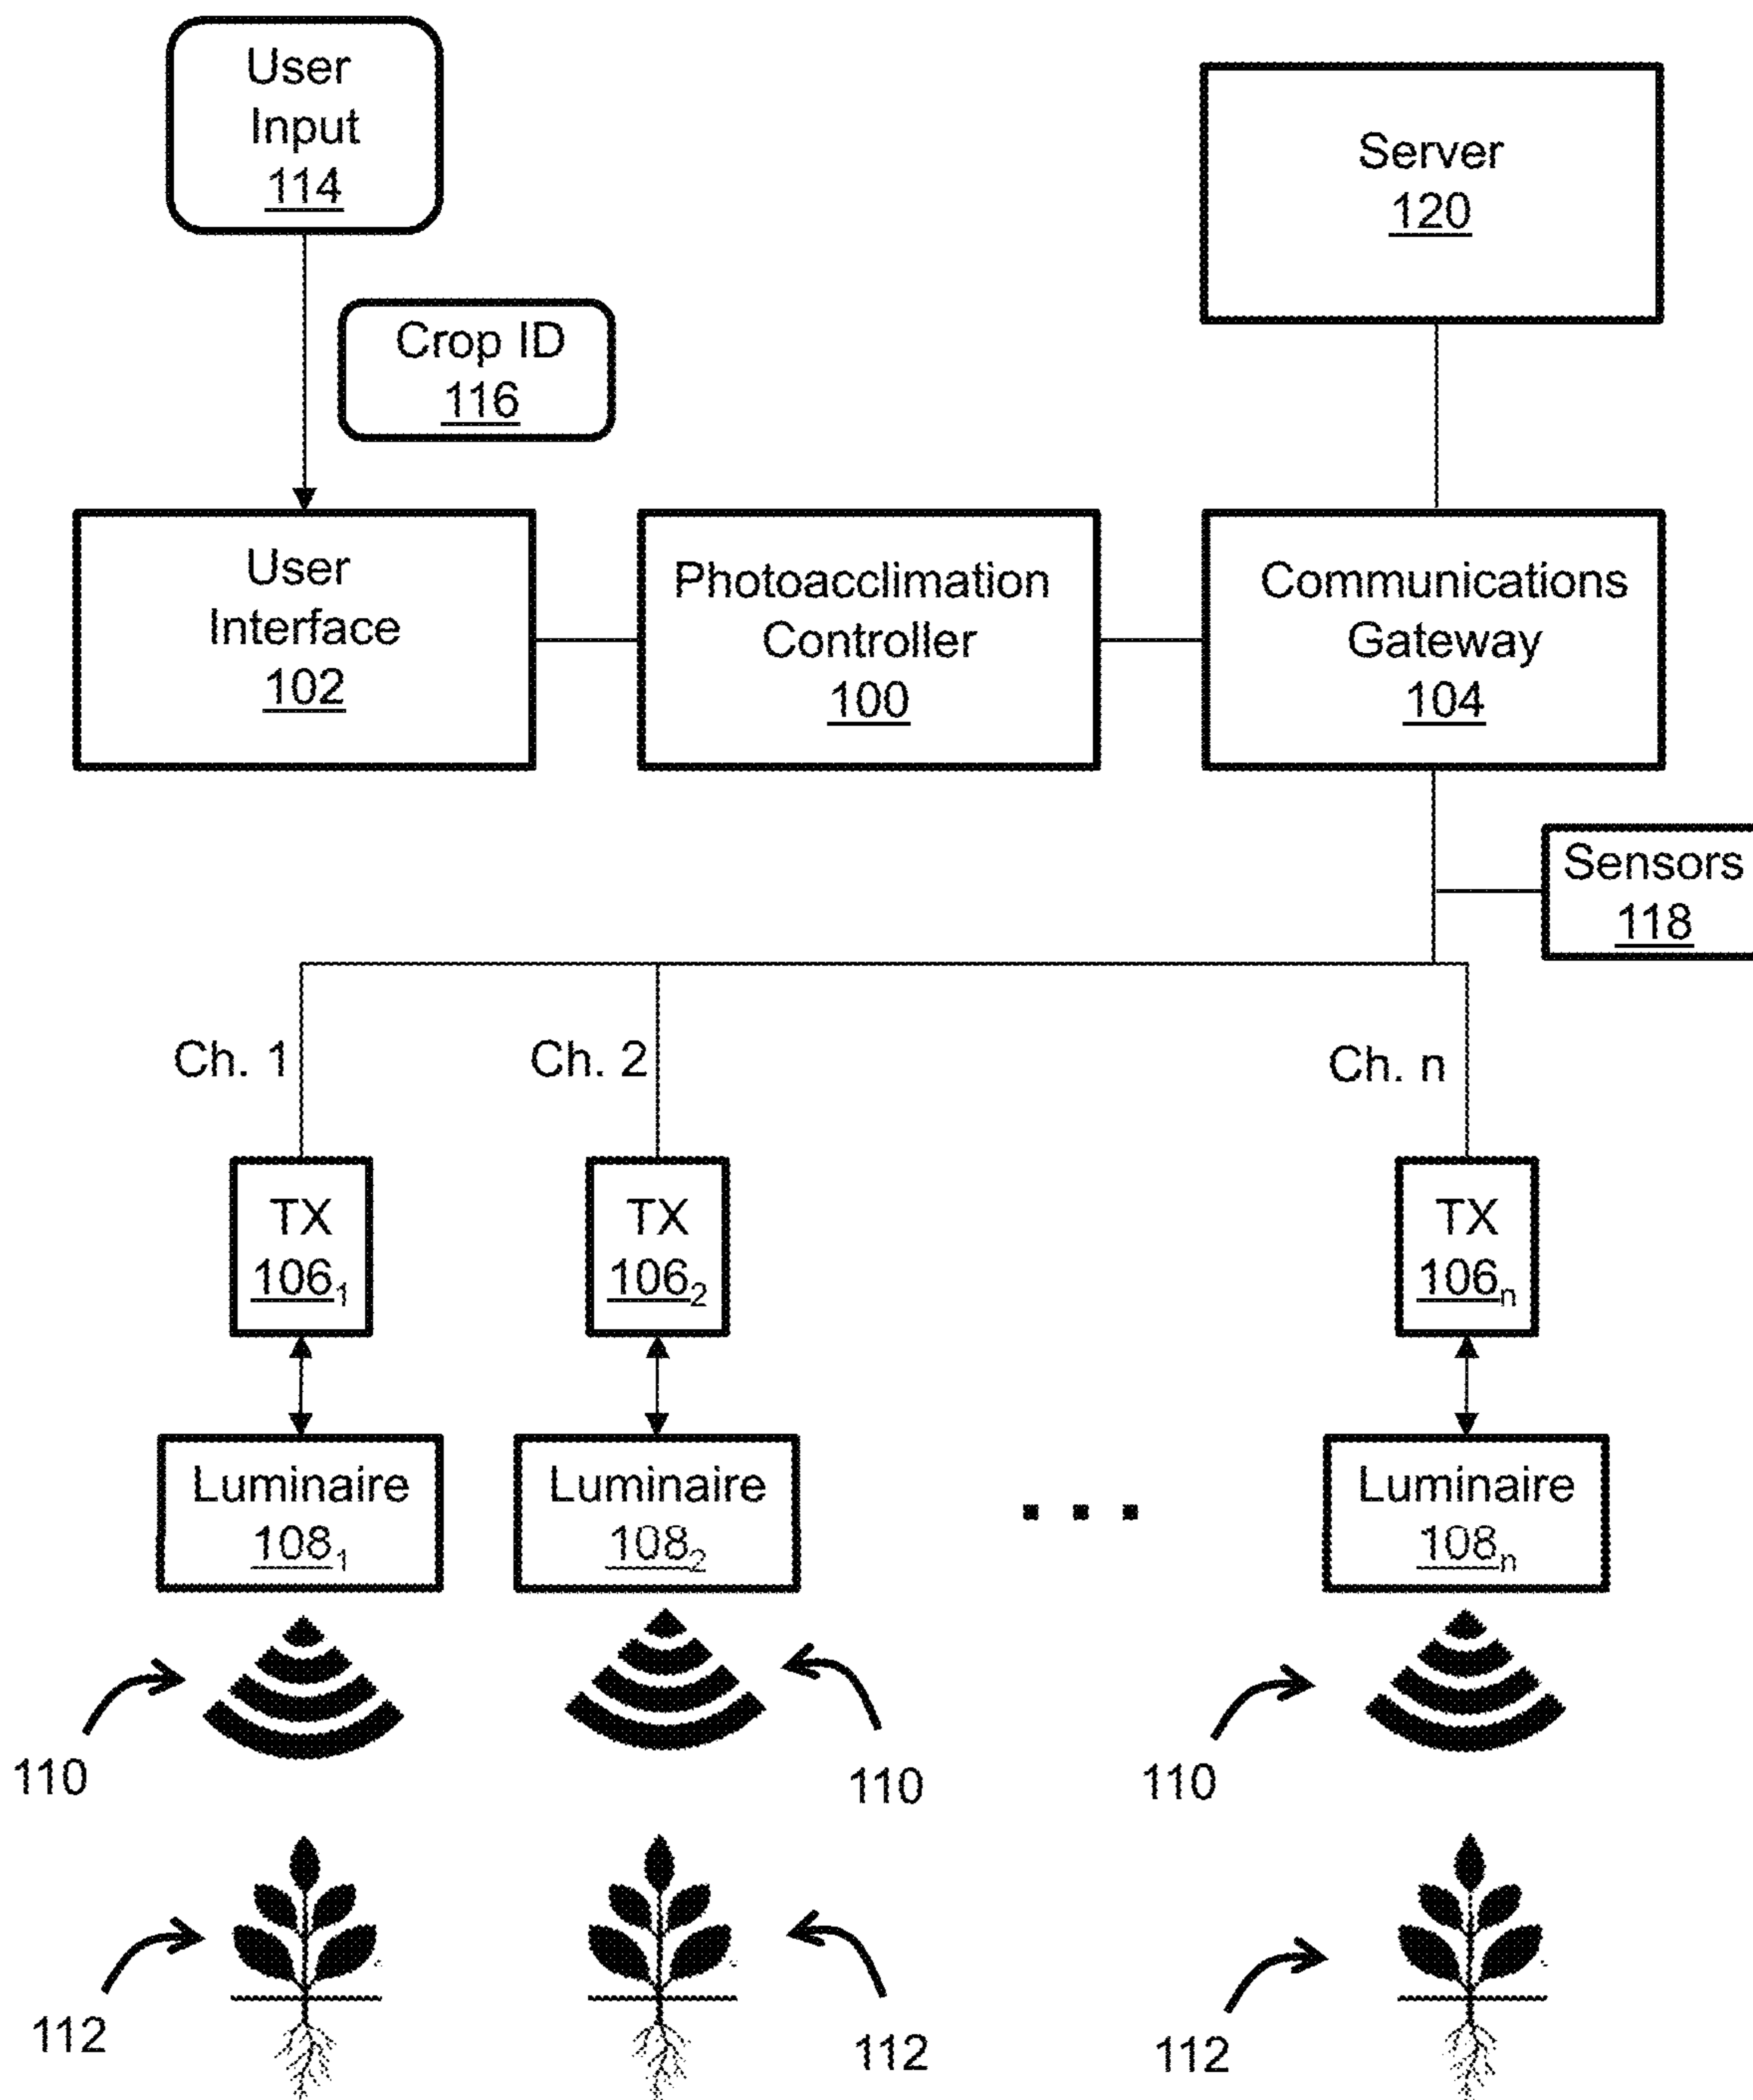 User
Input
114
Server
120
Crop ID
116
User
Interface
102
Photoacclimation
Controller
100
Communications
Gateway
104
Sensors
118
Ch. 1
Ch. 2
Ch. n
TX
106₁
TX
106₂
TX
106ₙ
Luminaire
108₁
Luminaire
108₂
Luminaire
108ₙ
110
110
110
112
112
112